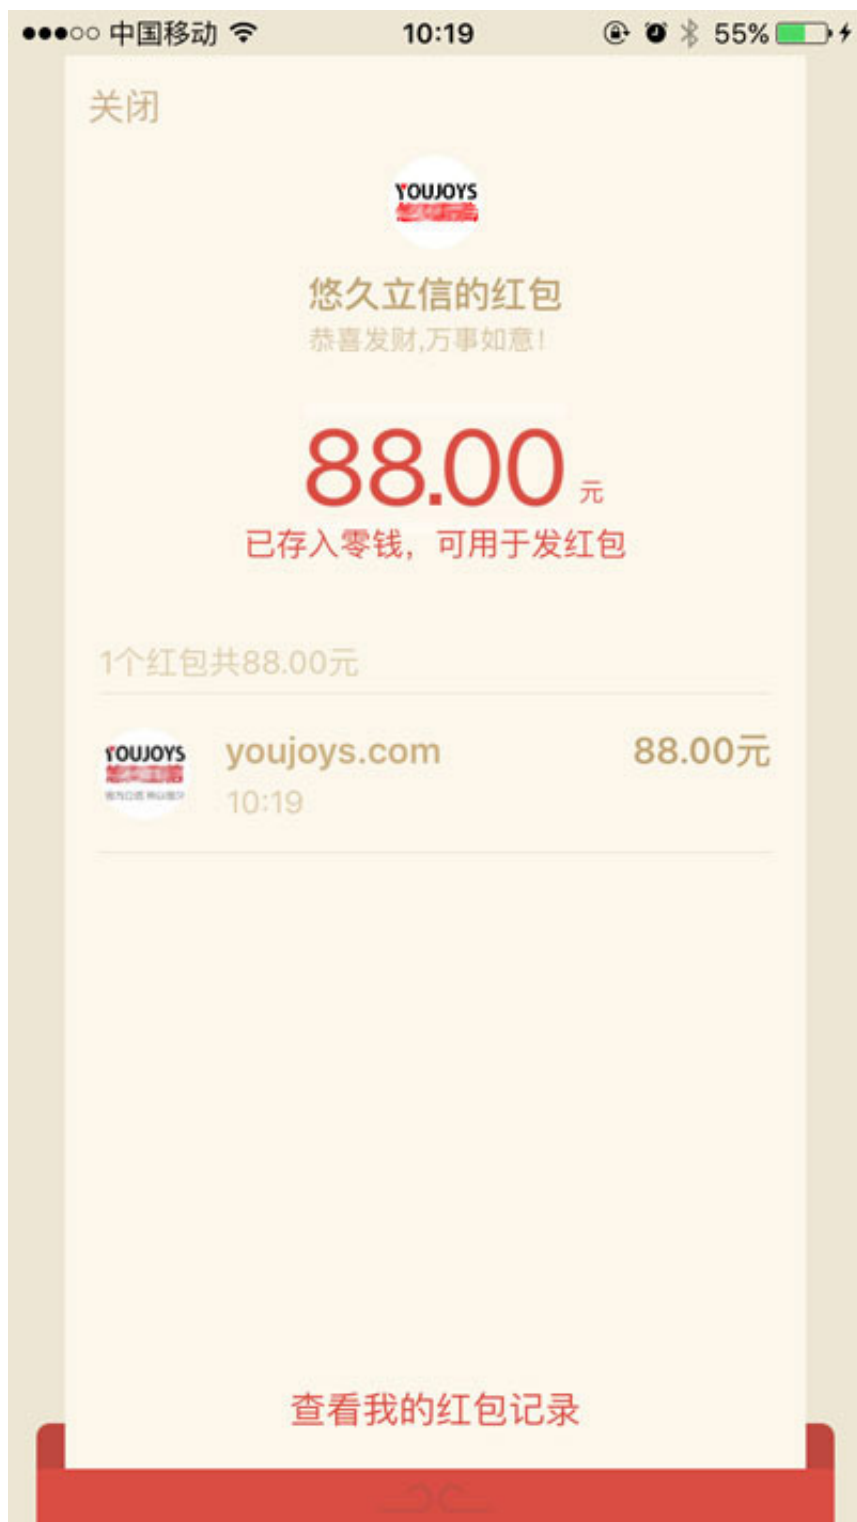 中国移动 10:19 55%
关闭
YOUJOYS
悠久立信的红包
恭喜发财,万事如意!
88.00 元
已存入零钱，可用于发红包
1个红包共88.00元
YOUJOYS
youjoys.com 88.00元
10:19
查看我的红包记录